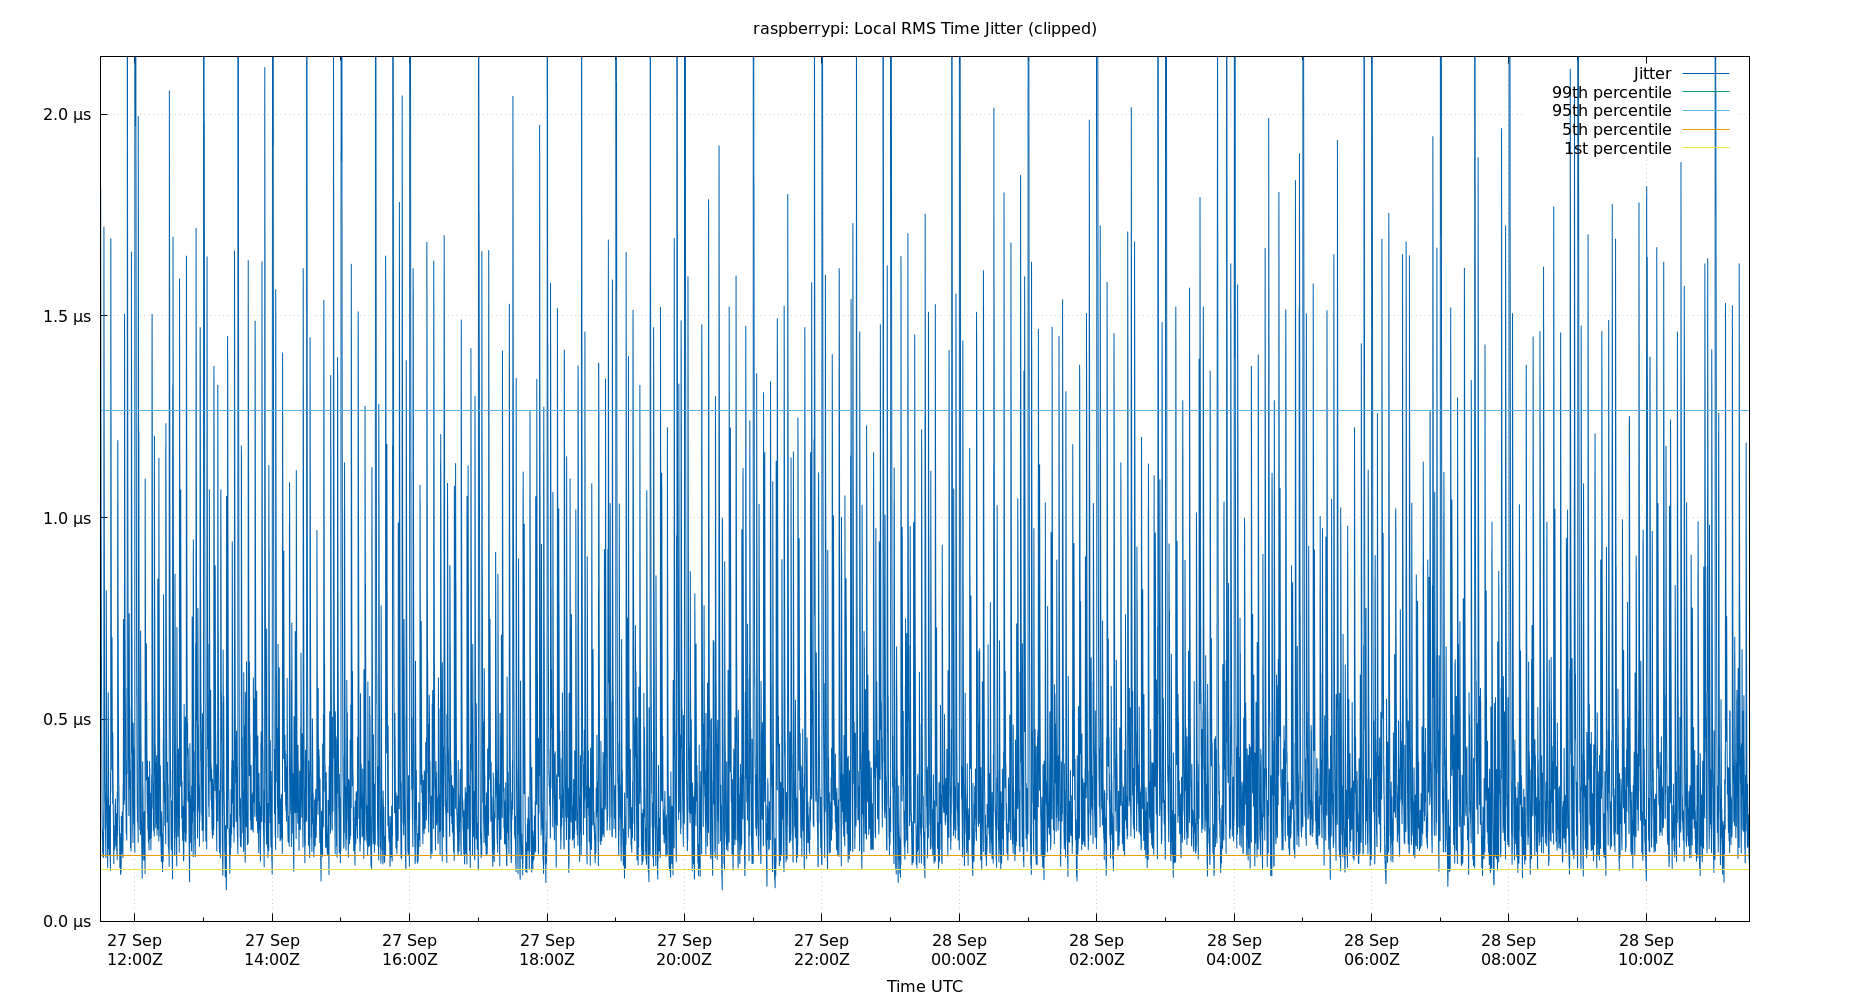 raspberrypi: Local RMS Time Jitter (clipped)
Jitter
99th percentile
95th percentile
5th percentile
1st percentile
2.0 µs
1.5 µs
1.0 µs
0.5 µs
0.0 µs
27 Sep 27 Sep 27 Sep 27 Sep 27 Sep 27 Sep 28 Sep 28 Sep 28 Sep 28 Sep 28 Sep 28 Sep
12:00Z 14:00Z 16:00Z 18:00Z 20:00Z 22:00Z 00:00Z 02:00Z 04:00Z 06:00Z 08:00Z 10:00Z
Time UTC